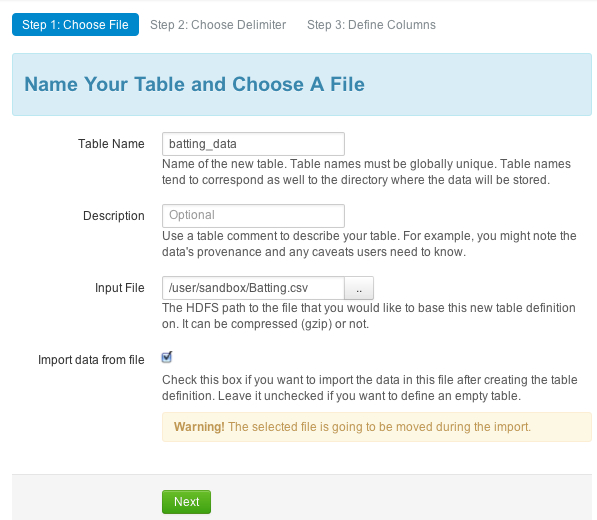 Step 1: Choose File Step 2: Choose Delimiter Step 3: Define Columns
Name Your Table and Choose A File
Table Name batting_data
Name of the new table. Table names must be globally unique. Table names
tend to correspond as well to the directory where the data will be stored.
Description Optional
Use a table comment to describe your table. For example, you might note the
data's provenance and any caveats users need to know.
Input File /user/sandbox/Batting.csv ..
The HDFS path to the file that you would like to base this new table definition
on. It can be compressed (gzip) or not.
Import data from file
Check this box if you want to import the data in this file after creating the table
definition. Leave it unchecked if you want to define an empty table.
Warning! The selected file is going to be moved during the import.
Next